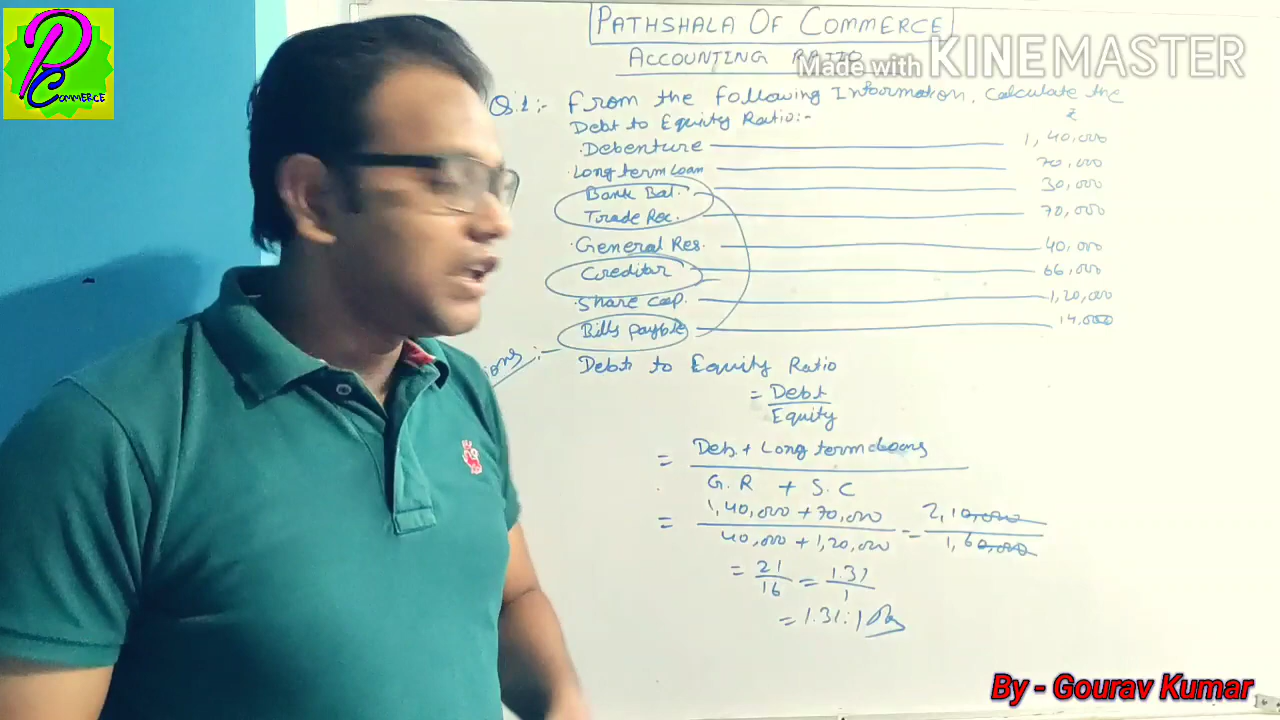 PC
COMMERCE
PATHSHALA OF COMMERCE
ACCOUNTING RATIO
Made with KINEMASTER
Q.1:- From the following Information, Calculate the
Debt to Equity Ratio:-
₹
Debenture 1,40,000
Long term loan 70,000
Bank Bal. 30,000
Trade Rec. 70,000
General Res. 40,000
Creditor 66,000
Share cap. 1,20,000
Bills payble 14,000
ions :-
Debt to Equity Ratio
= Debt
Equity
= Deb. + Long term loans
G.R + S.C
= 1,40,000 + 70,000 = 2,10,000
40,000 + 1,20,000 1,60,000
= 21 = 1.31
16 1
= 1.31:1
By - Gourav Kumar